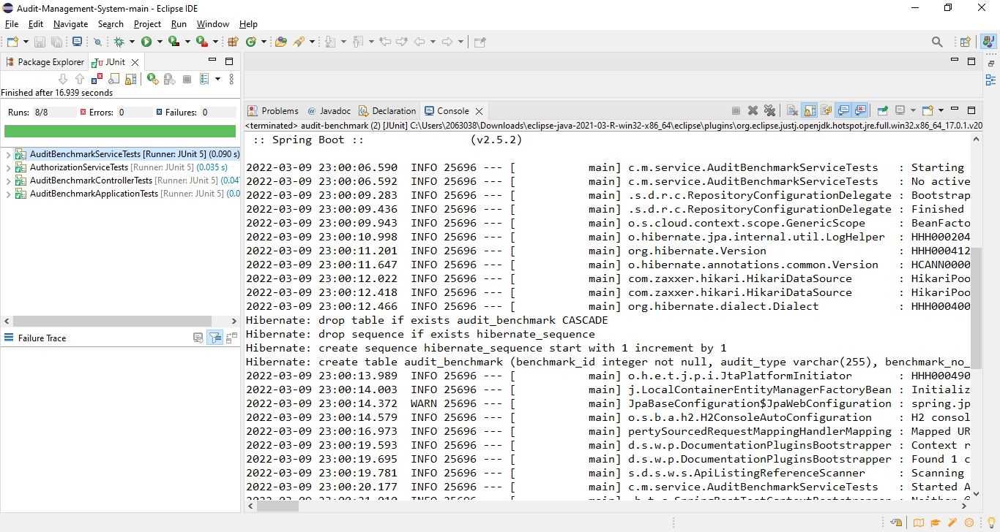 Audit-Management-System-main - Eclipse IDE
File Edit Navigate Search Project Run Window Help
Package Explorer JUnit
Finished after 16.939 seconds
Runs: 8/8 Errors: 0 Failures: 0
AuditBenchmarkServiceTests [Runner: JUnit 5] (0.090 s)
AuthorizationServiceTests [Runner: JUnit 5] (0.035 s)
AuditBenchmarkControllerTests [Runner: JUnit 5] (0.047
AuditBenchmarkApplicationTests [Runner: JUnit 5] (0.0
Failure Trace
Problems @ Javadoc Declaration Console
<terminated> audit-benchmark (2) [JUnit] C:\Users\2063038\Downloads\eclipse-java-2021-03-R-win32-x86_64\eclipse\plugins\org.eclipse.justj.openjdk.hotspot.jre.full.win32.x86_64_17.0.1.v20
:: Spring Boot :: (v2.5.2)
2022-03-09 23:00:06.590 INFO 25696 --- [ main] c.m.service.AuditBenchmarkServiceTests : Starting
2022-03-09 23:00:06.592 INFO 25696 --- [ main] c.m.service.AuditBenchmarkServiceTests : No active
2022-03-09 23:00:09.283 INFO 25696 --- [ main] .s.d.r.c.RepositoryConfigurationDelegate : Bootstrap
2022-03-09 23:00:09.436 INFO 25696 --- [ main] .s.d.r.c.RepositoryConfigurationDelegate : Finished
2022-03-09 23:00:09.943 INFO 25696 --- [ main] o.s.cloud.context.scope.GenericScope : BeanFacto
2022-03-09 23:00:10.998 INFO 25696 --- [ main] o.hibernate.jpa.internal.util.LogHelper : HHH000204
2022-03-09 23:00:11.201 INFO 25696 --- [ main] org.hibernate.Version : HHH000412
2022-03-09 23:00:11.647 INFO 25696 --- [ main] o.hibernate.annotations.common.Version : HCANN0000
2022-03-09 23:00:12.022 INFO 25696 --- [ main] com.zaxxer.hikari.HikariDataSource : HikariPoo
2022-03-09 23:00:12.418 INFO 25696 --- [ main] com.zaxxer.hikari.HikariDataSource : HikariPoo
2022-03-09 23:00:12.466 INFO 25696 --- [ main] org.hibernate.dialect.Dialect : HHH000400
Hibernate: drop table if exists audit_benchmark CASCADE
Hibernate: drop sequence if exists hibernate_sequence
Hibernate: create sequence hibernate_sequence start with 1 increment by 1
Hibernate: create table audit_benchmark (benchmark_id integer not null, audit_type varchar(255), benchmark_no_
2022-03-09 23:00:13.989 INFO 25696 --- [ main] o.h.e.t.j.p.i.JtaPlatformInitiator : HHH000490
2022-03-09 23:00:14.003 INFO 25696 --- [ main] j.LocalContainerEntityManagerFactoryBean : Initializ
2022-03-09 23:00:14.372 WARN 25696 --- [ main] JpaBaseConfiguration$JpaWebConfiguration : spring.jp
2022-03-09 23:00:14.579 INFO 25696 --- [ main] o.s.b.a.h2.H2ConsoleAutoConfiguration : H2 consol
2022-03-09 23:00:16.973 INFO 25696 --- [ main] pertySourcedRequestMappingHandlerMapping : Mapped UR
2022-03-09 23:00:19.593 INFO 25696 --- [ main] d.s.w.p.DocumentationPluginsBootstrapper : Context r
2022-03-09 23:00:19.695 INFO 25696 --- [ main] d.s.w.p.DocumentationPluginsBootstrapper : Found 1 c
2022-03-09 23:00:19.781 INFO 25696 --- [ main] s.d.s.w.s.ApiListingReferenceScanner : Scanning
2022-03-09 23:00:20.177 INFO 25696 --- [ main] c.m.service.AuditBenchmarkServiceTests : Started A